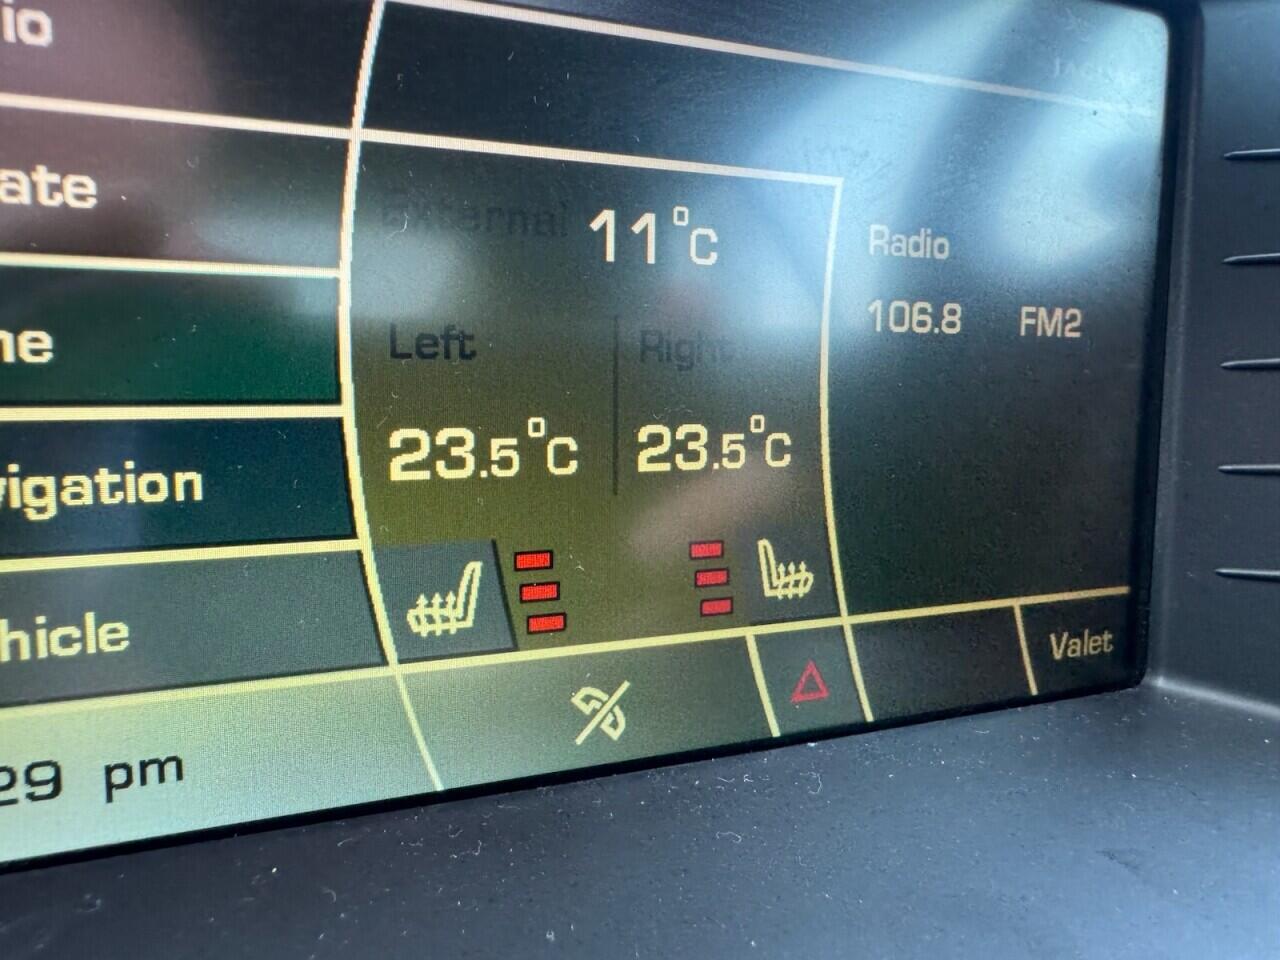 io
JAGUAR
ate
External 11°C
Radio
106.8 FM2
ne
Left Right
23.5°C 23.5°C
vigation
hicle
Valet
29 pm